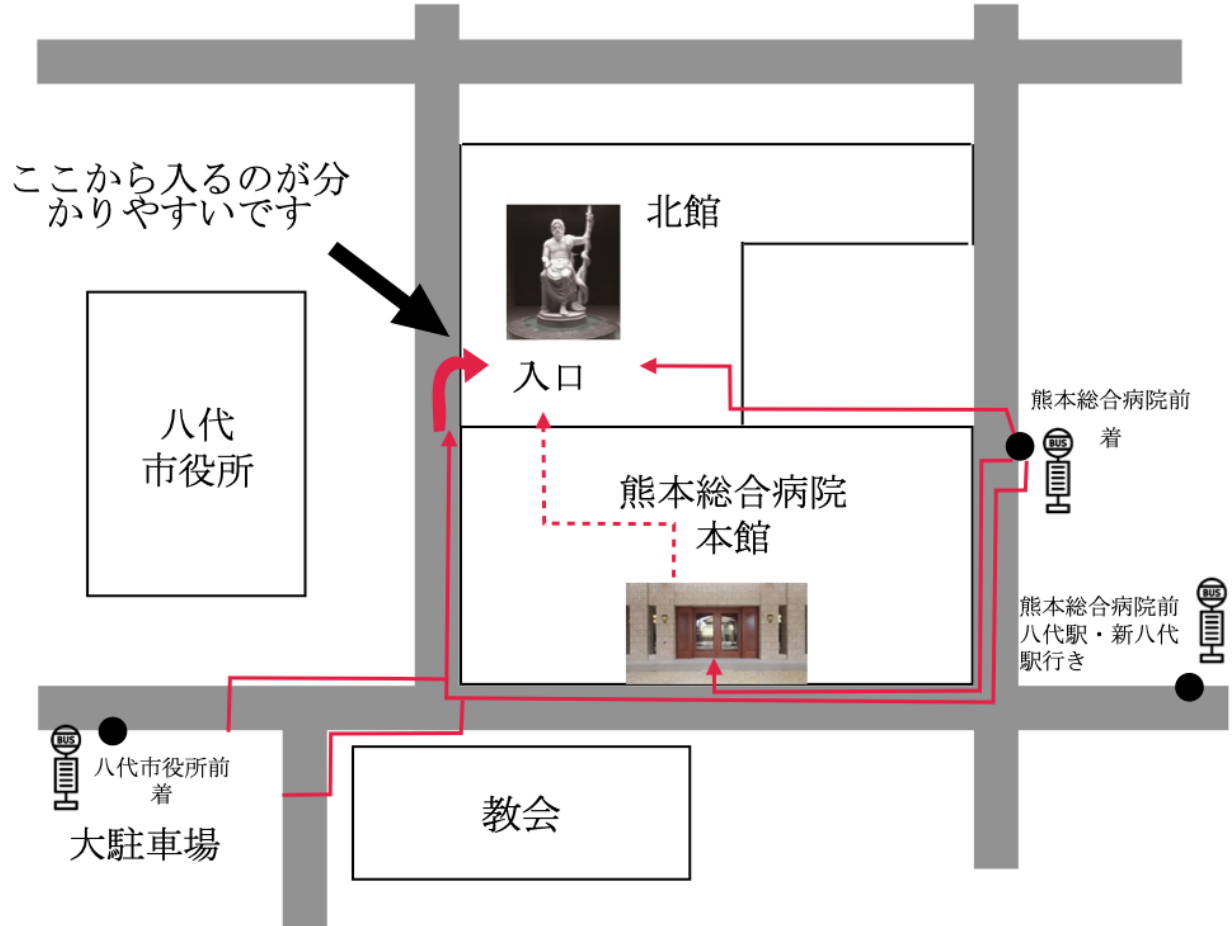 ここから入るのが分
かりやすいです
北館
入口
八代
市役所
熊本総合病院
本館
熊本総合病院前
着
BUS
熊本総合病院前
八代駅・新八代
駅行き
BUS
BUS
八代市役所前
着
大駐車場
教会